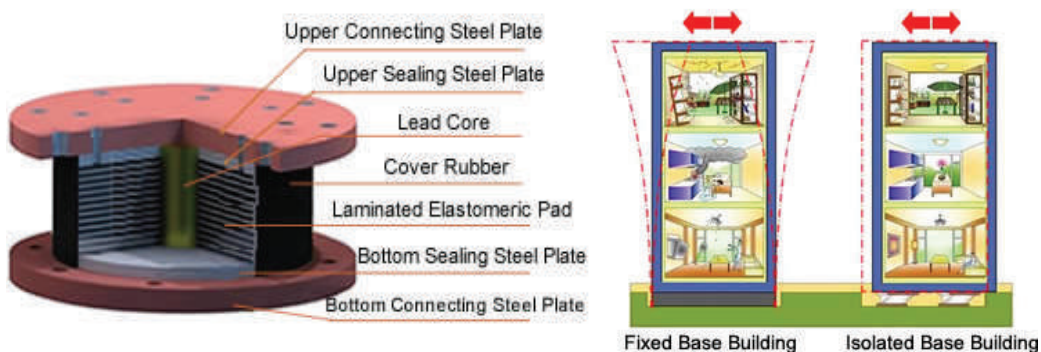 Upper Connecting Steel Plate
Upper Sealing Steel Plate
Lead Core
Cover Rubber
Laminated Elastomeric Pad
Bottom Sealing Steel Plate
Bottom Connecting Steel Plate
Fixed Base Building
Isolated Base Building